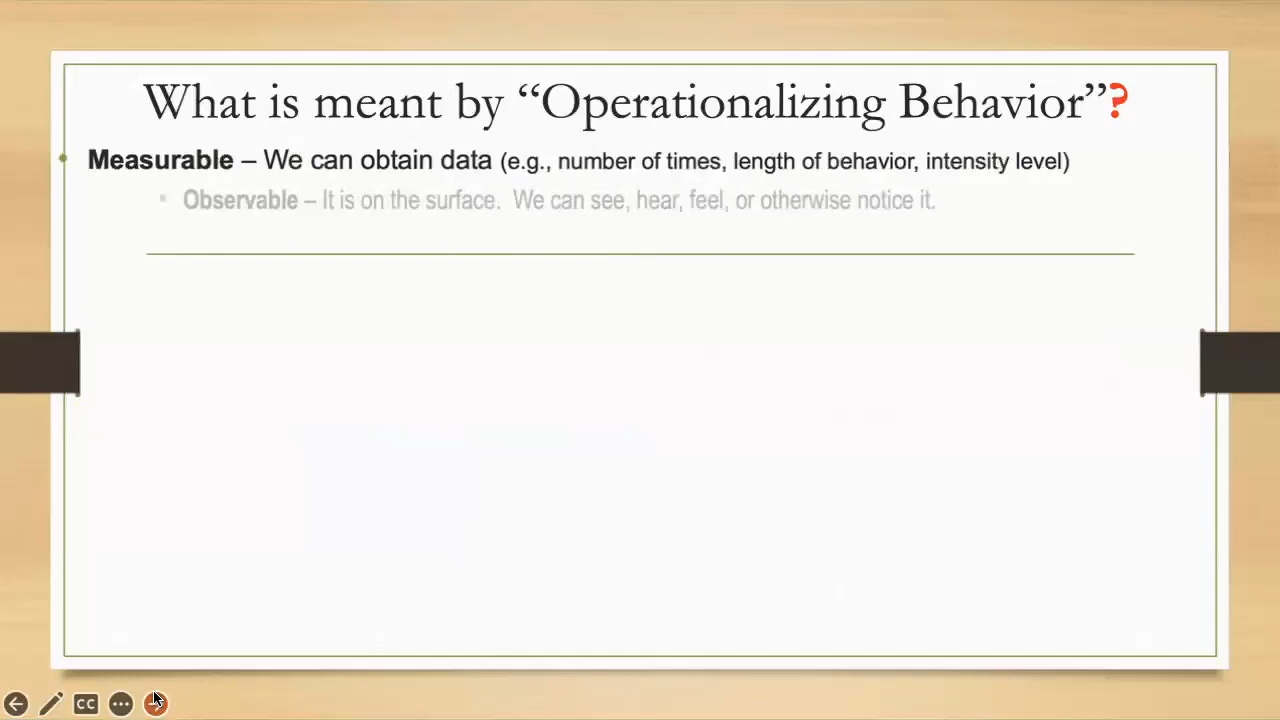 What is meant by “Operationalizing Behavior”?
• Measurable – We can obtain data (e.g., number of times, length of behavior, intensity level)
• Observable – It is on the surface.  We can see, hear, feel, or otherwise notice it.
CC